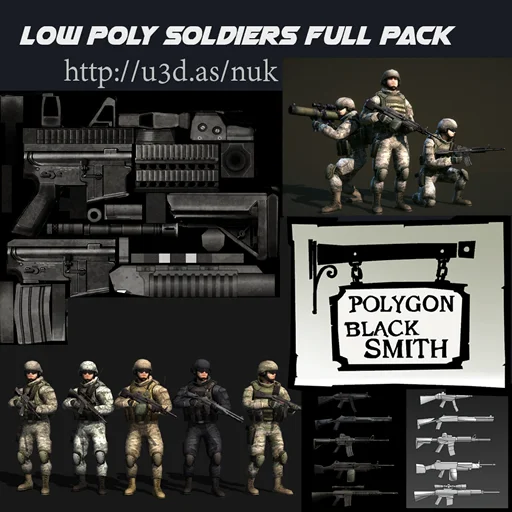 LOW POLY SOLDIERS FULL PACK
http://u3d.as/nuk
POLYGON
BLACK
SMITH